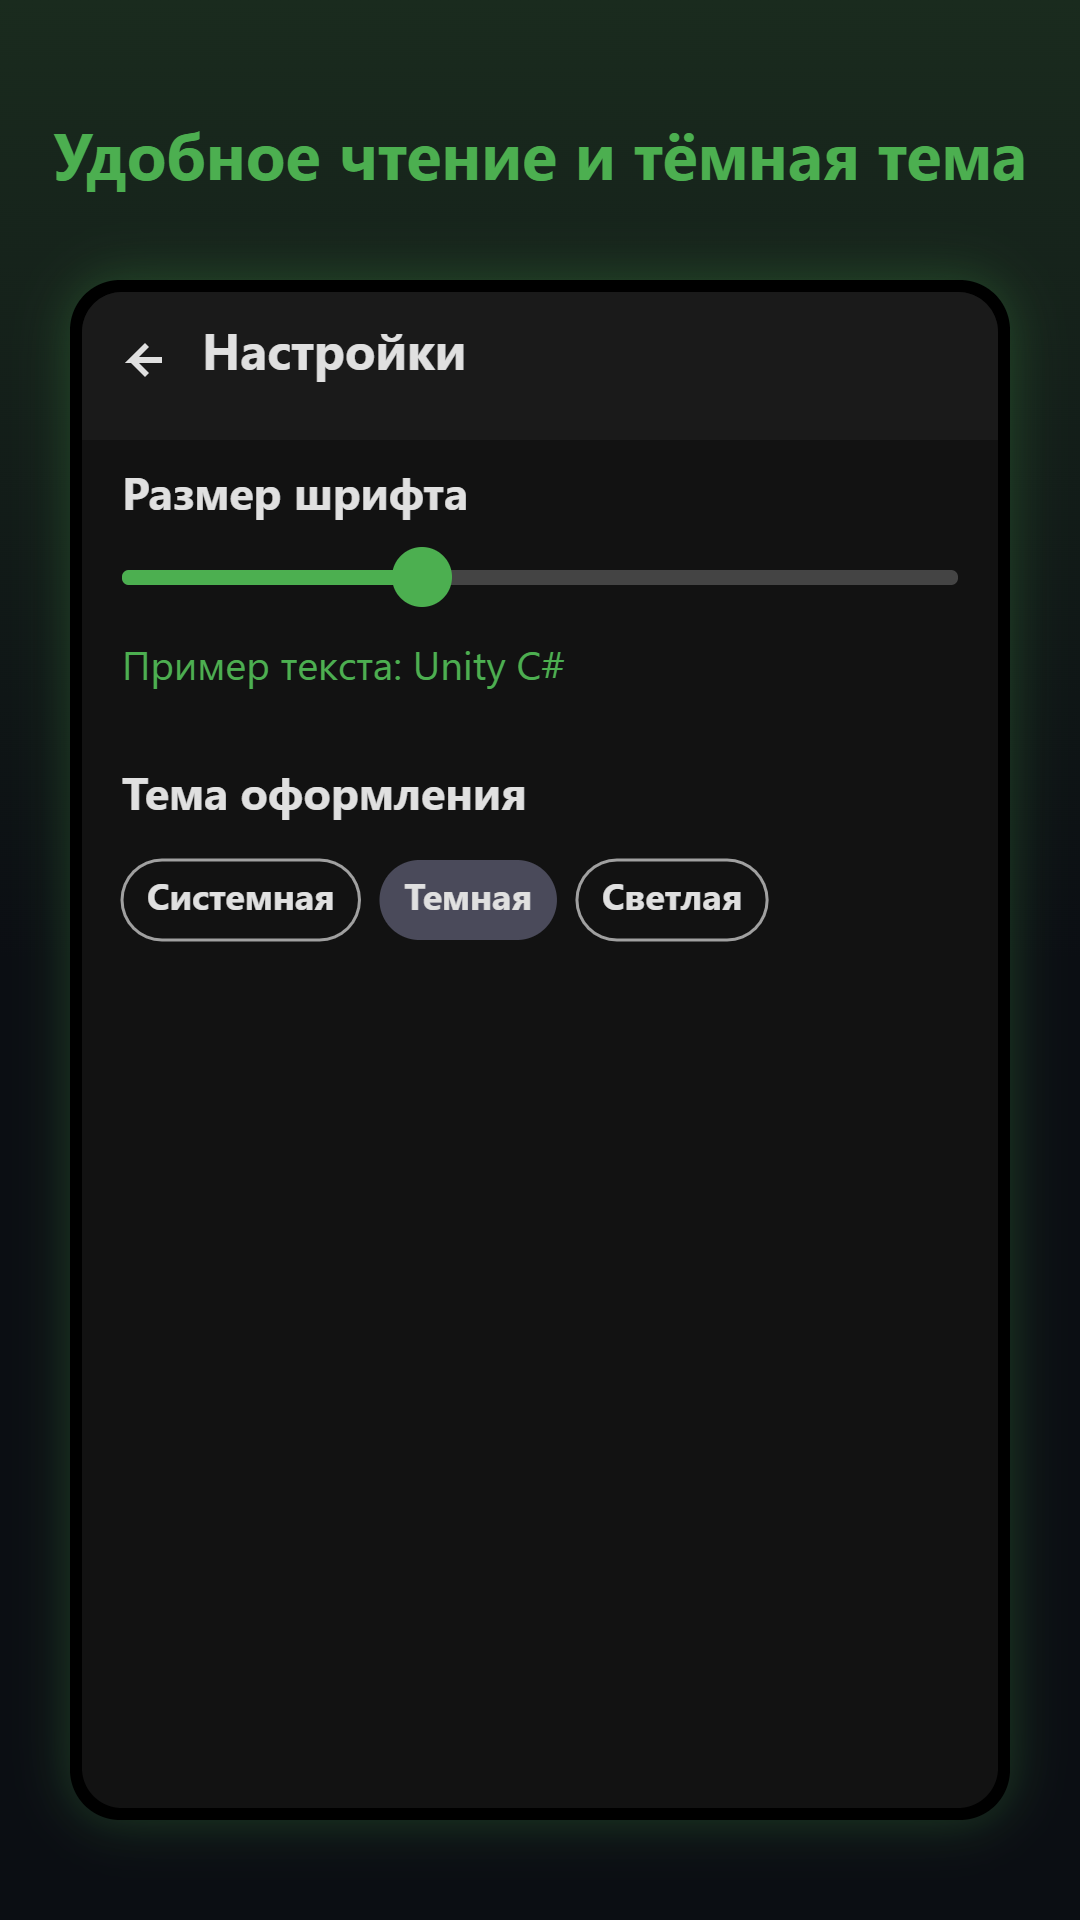 Удобное чтение и тёмная тема
Настройки
Размер шрифта
Пример текста: Unity C#
Тема оформления
Системная Темная Светлая